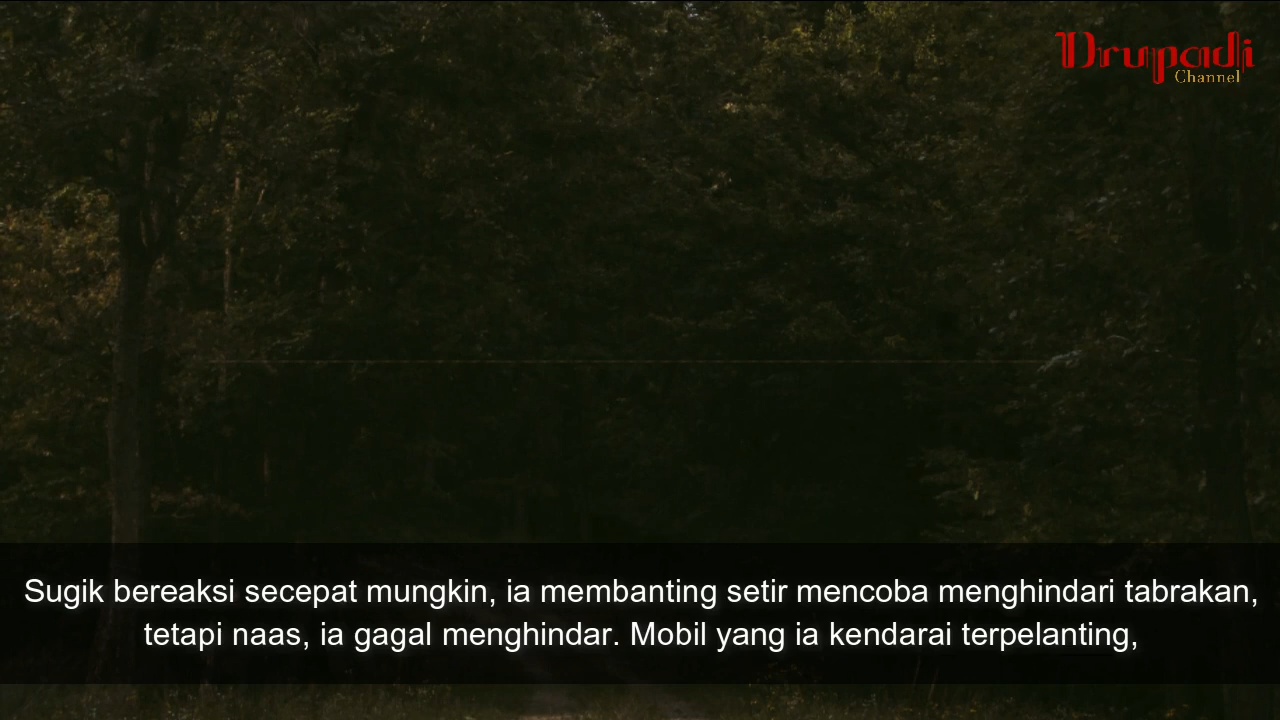 Drupadi
Channel
Sugik bereaksi secepat mungkin, ia membanting setir mencoba menghindari tabrakan,
tetapi naas, ia gagal menghindar. Mobil yang ia kendarai terpelanting,